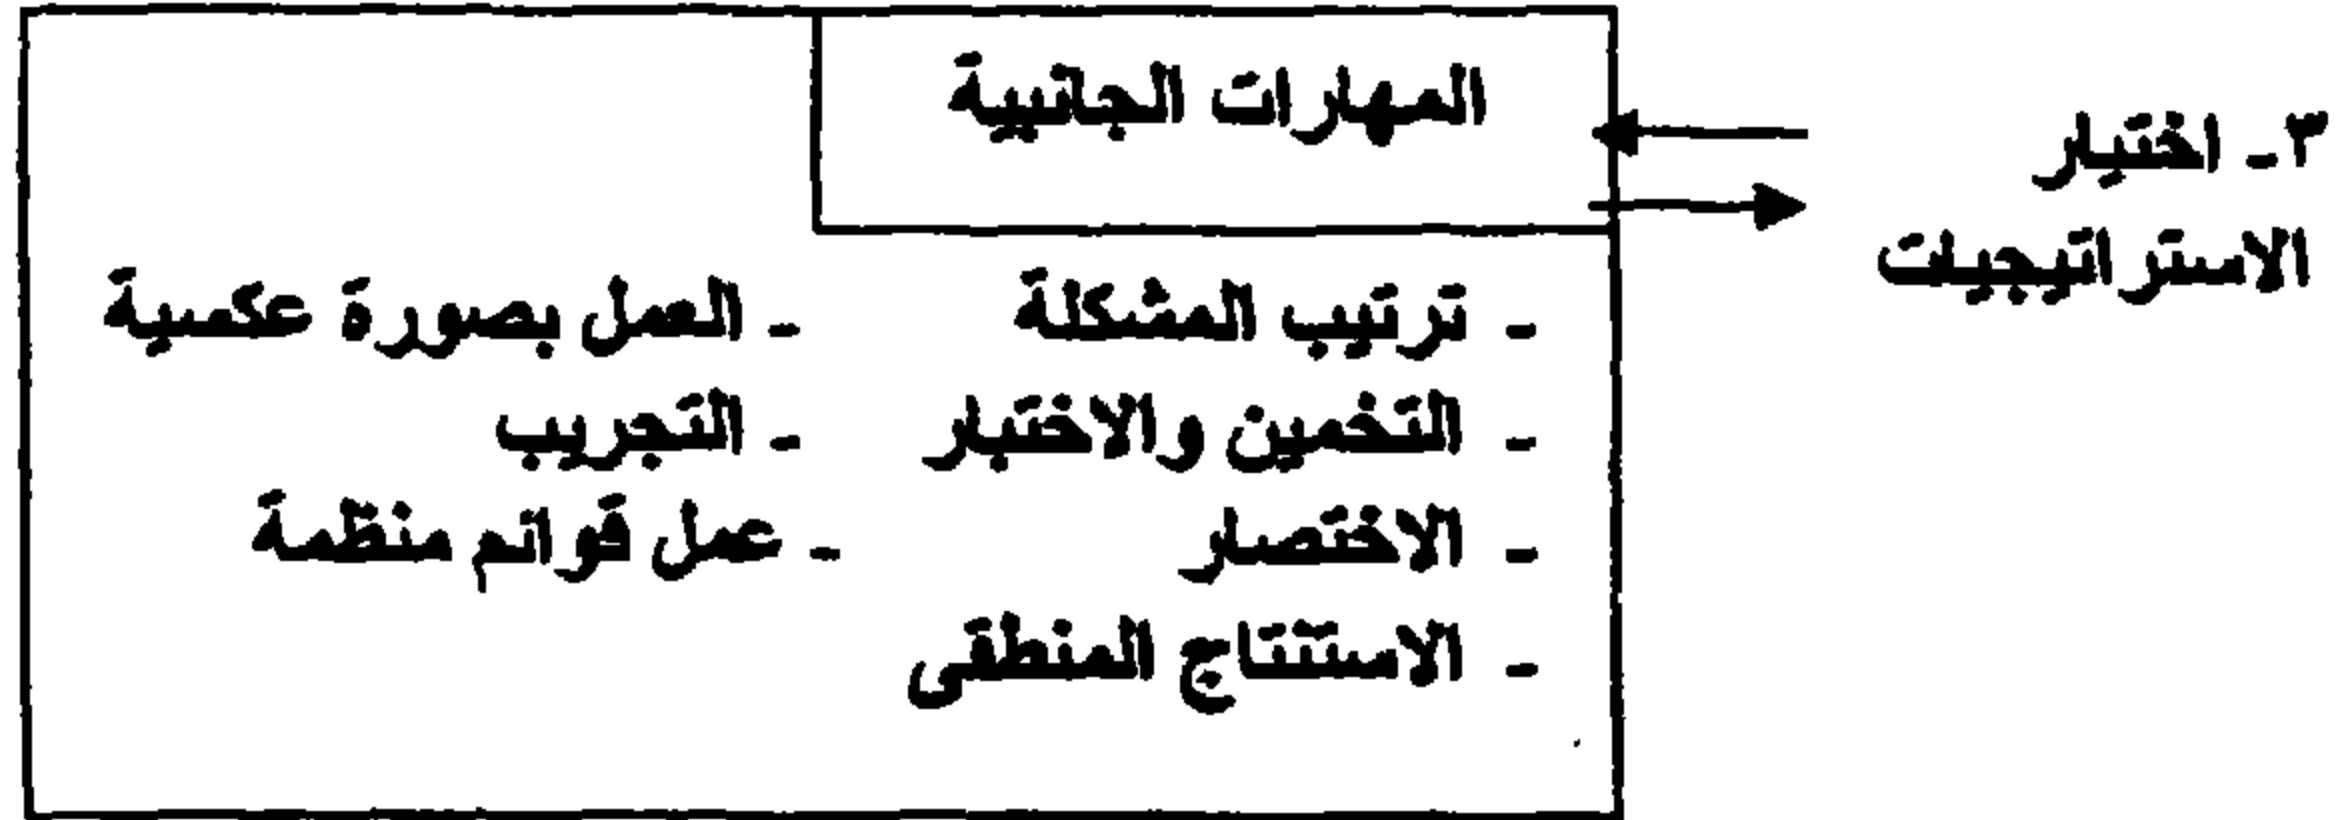 ٣- اختيار
الاستراتيجيات
المهارات الجانبية
- ترتيب المشكلة
- التخمين والاختبار
- الاختصار
- الاستنتاج المنطقى
- العمل بصورة عكسية
- التجريب
- عمل قوائم منظمة